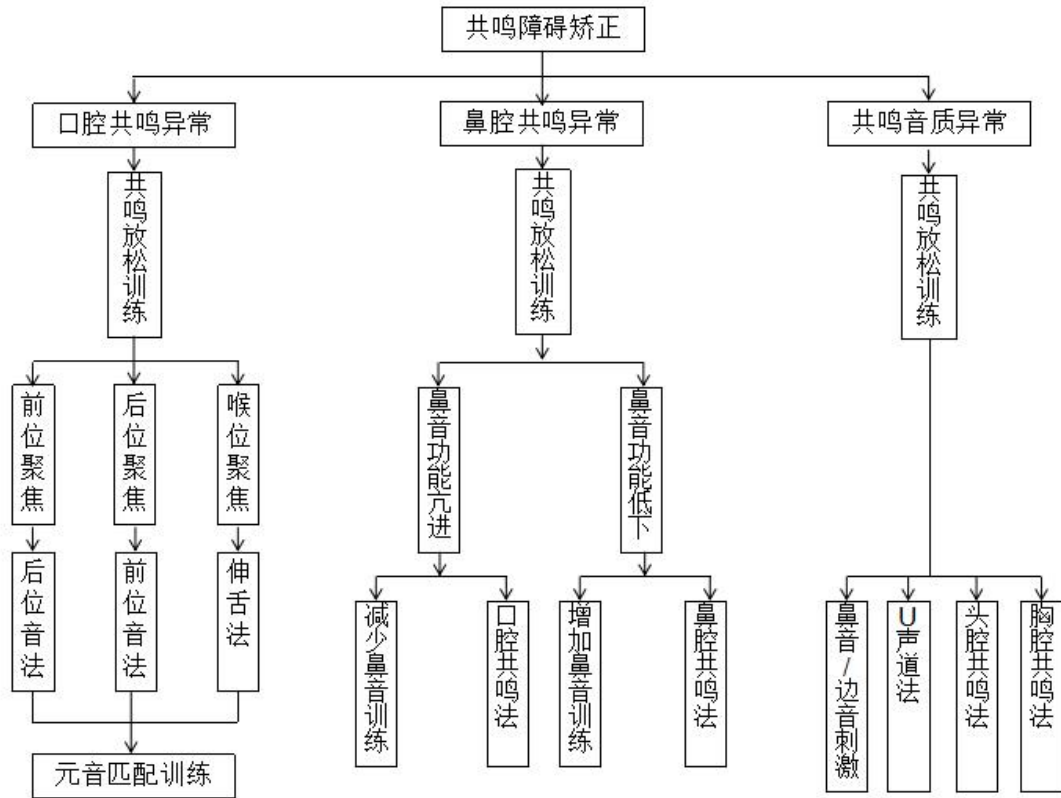 共鸣障碍矫正
口腔共鸣异常
鼻腔共鸣异常
共鸣音质异常
共鸣放松训练
共鸣放松训练
共鸣放松训练
前位聚焦
后位聚焦
喉位聚焦
鼻音功能亢进
鼻音功能低下
后位音法
前位音法
伸舌法
减少鼻音训练
口腔共鸣法
增加鼻音训练
鼻腔共鸣法
鼻音/边音刺激
U声道法
头腔共鸣法
胸腔共鸣法
元音匹配训练